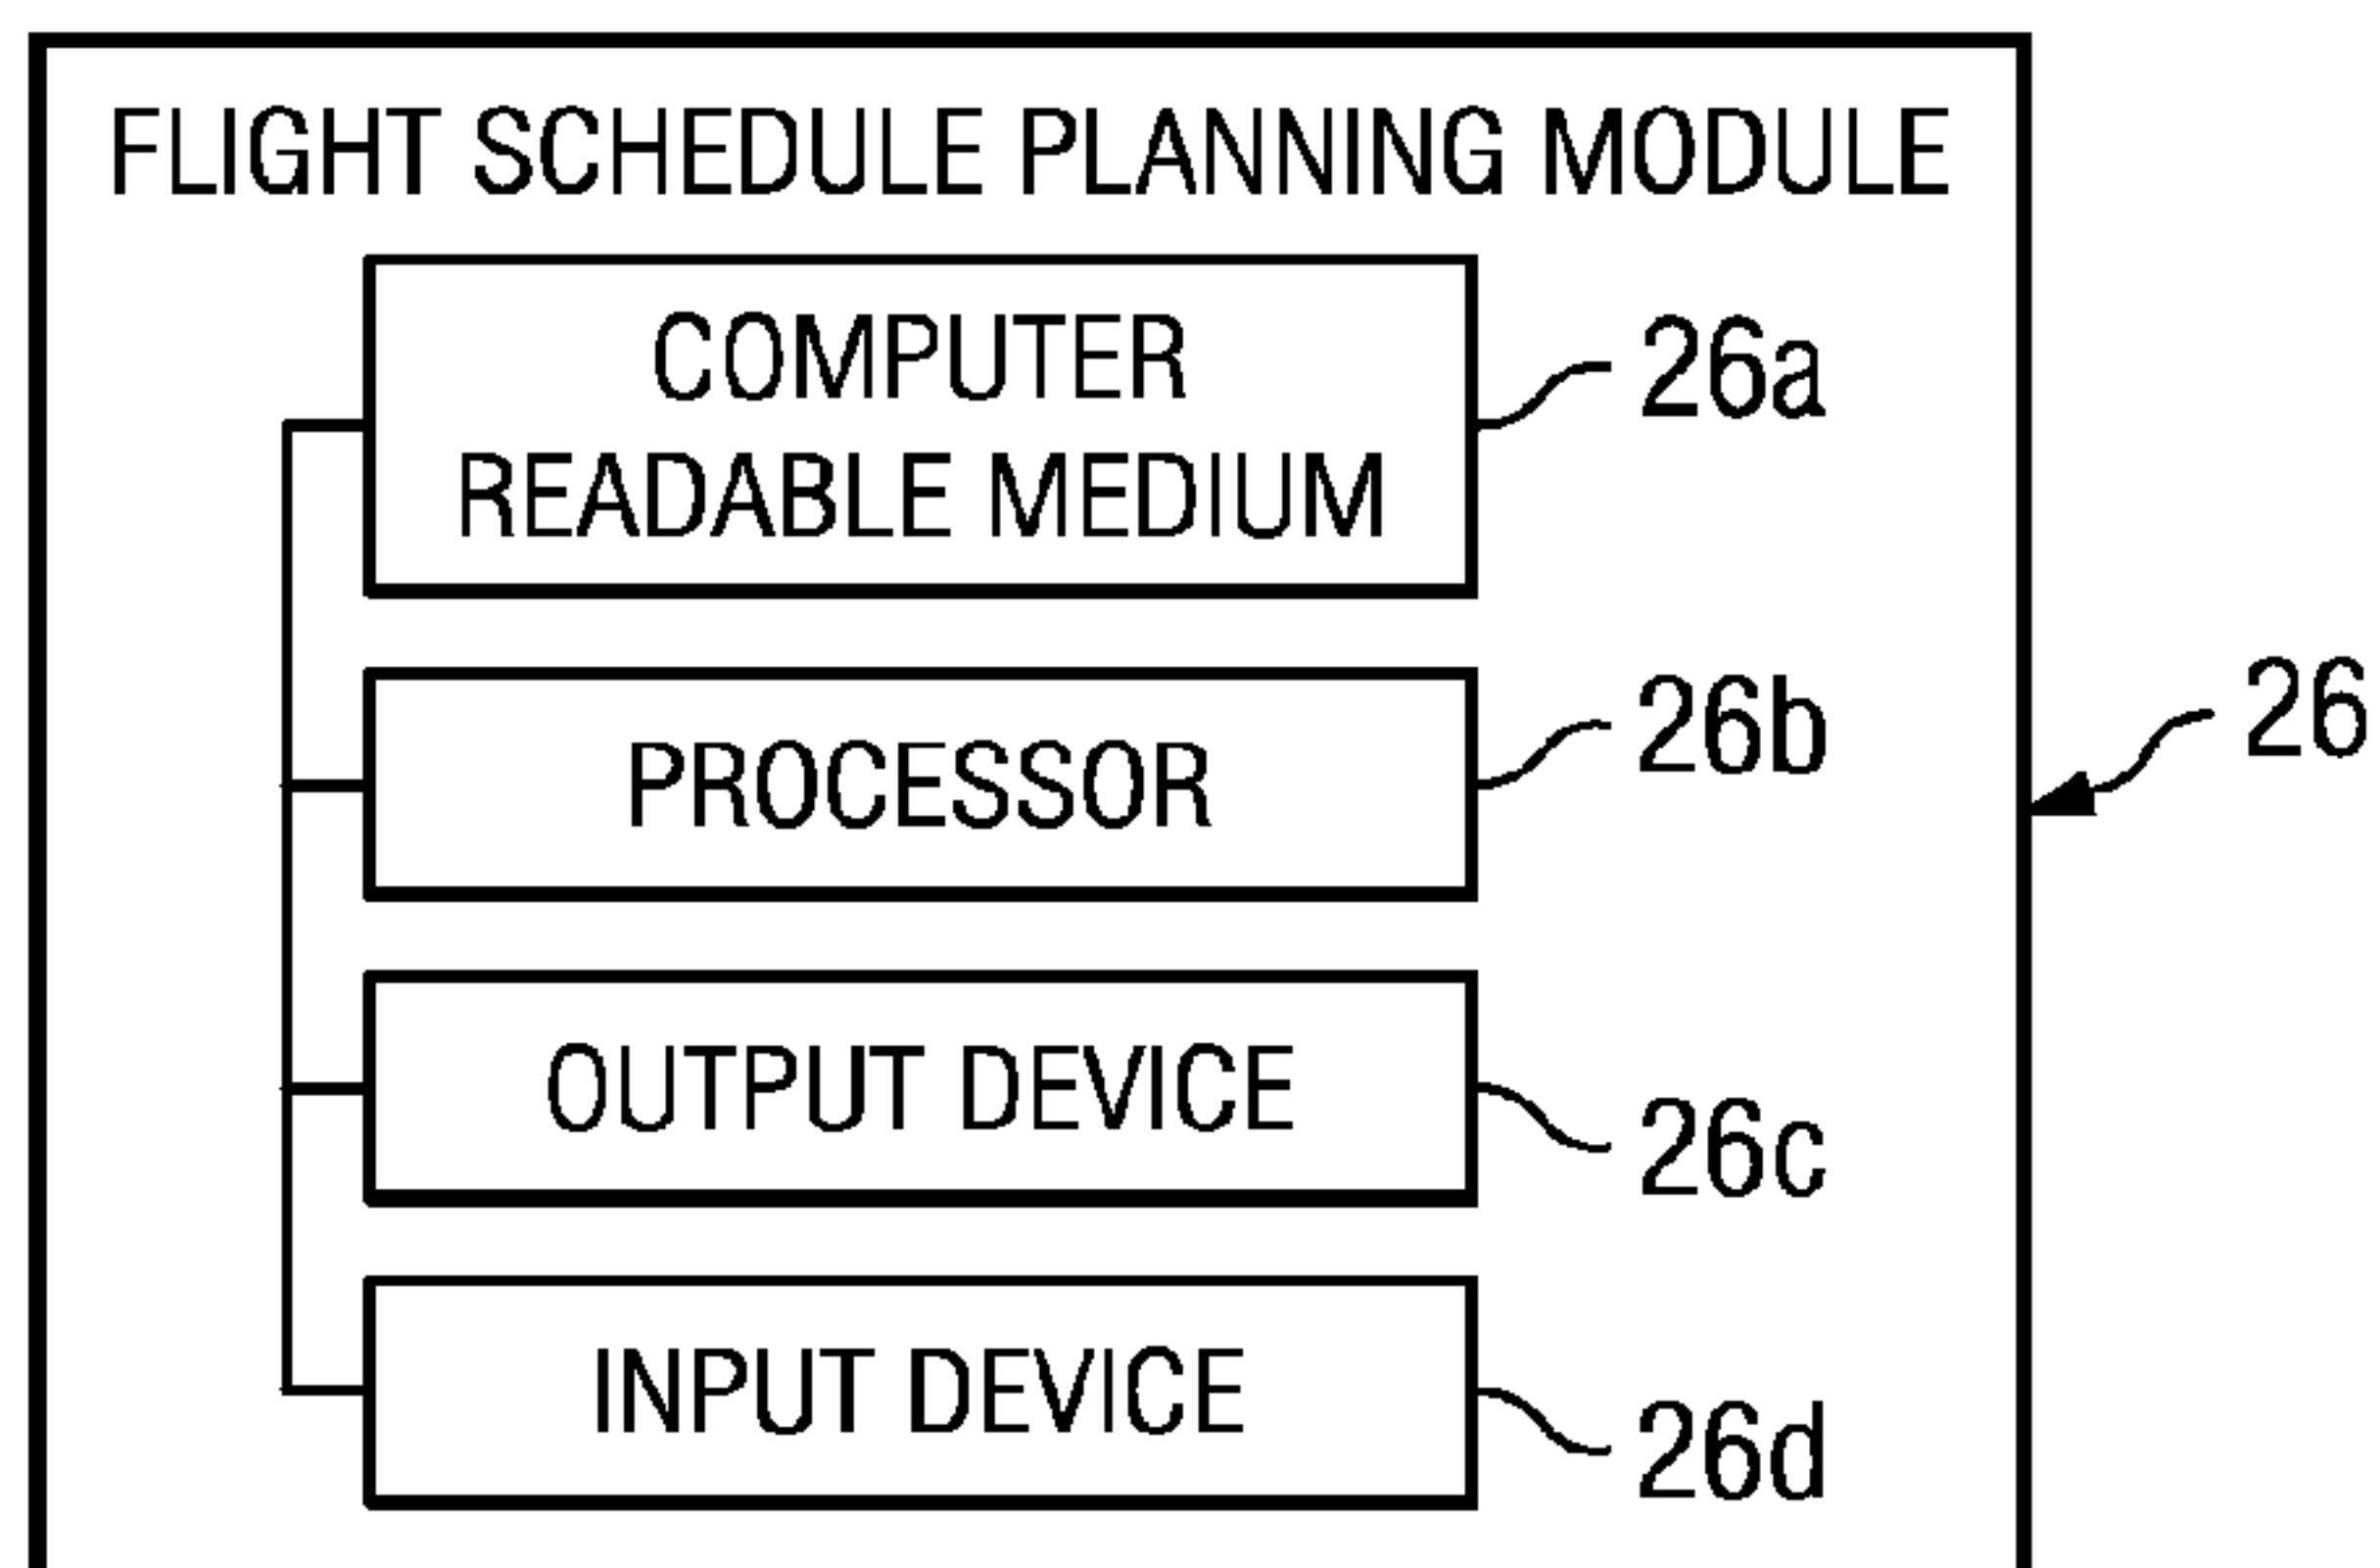 FLIGHT SCHEDULE PLANNING MODULE
COMPUTER
READABLE MEDIUM
26a
PROCESSOR
26b
26
OUTPUT DEVICE
26c
INPUT DEVICE
26d